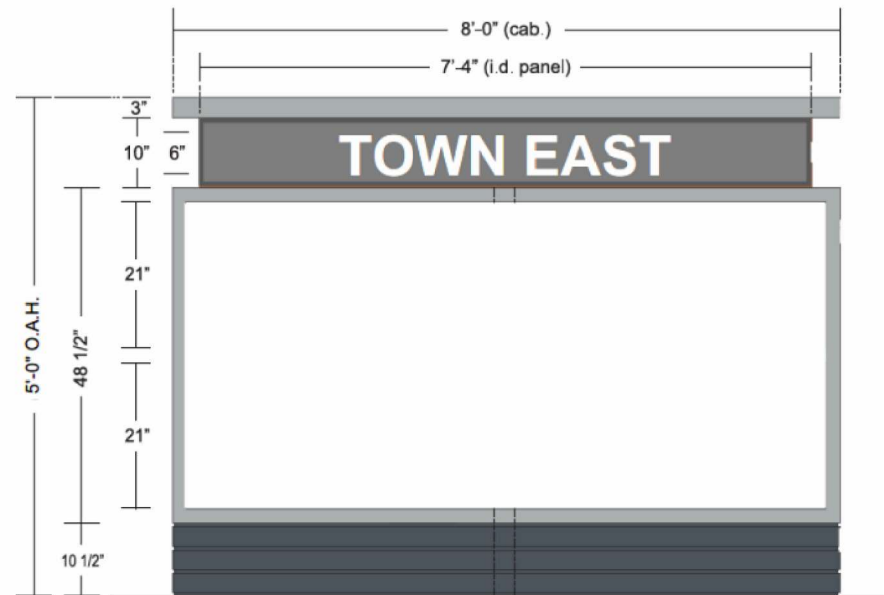 8'-0" (cab.)
7'-4" (i.d. panel)
3"
10"
6"
TOWN EAST
21"
5'-0" O.A.H.
48 1/2"
21"
10 1/2"